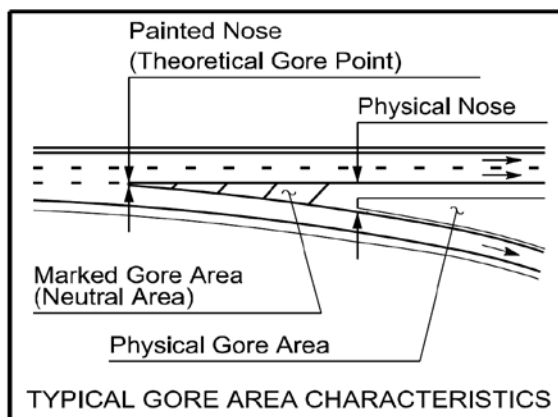 Painted Nose
(Theoretical Gore Point)
Physical Nose
Marked Gore Area
(Neutral Area)
Physical Gore Area
TYPICAL GORE AREA CHARACTERISTICS